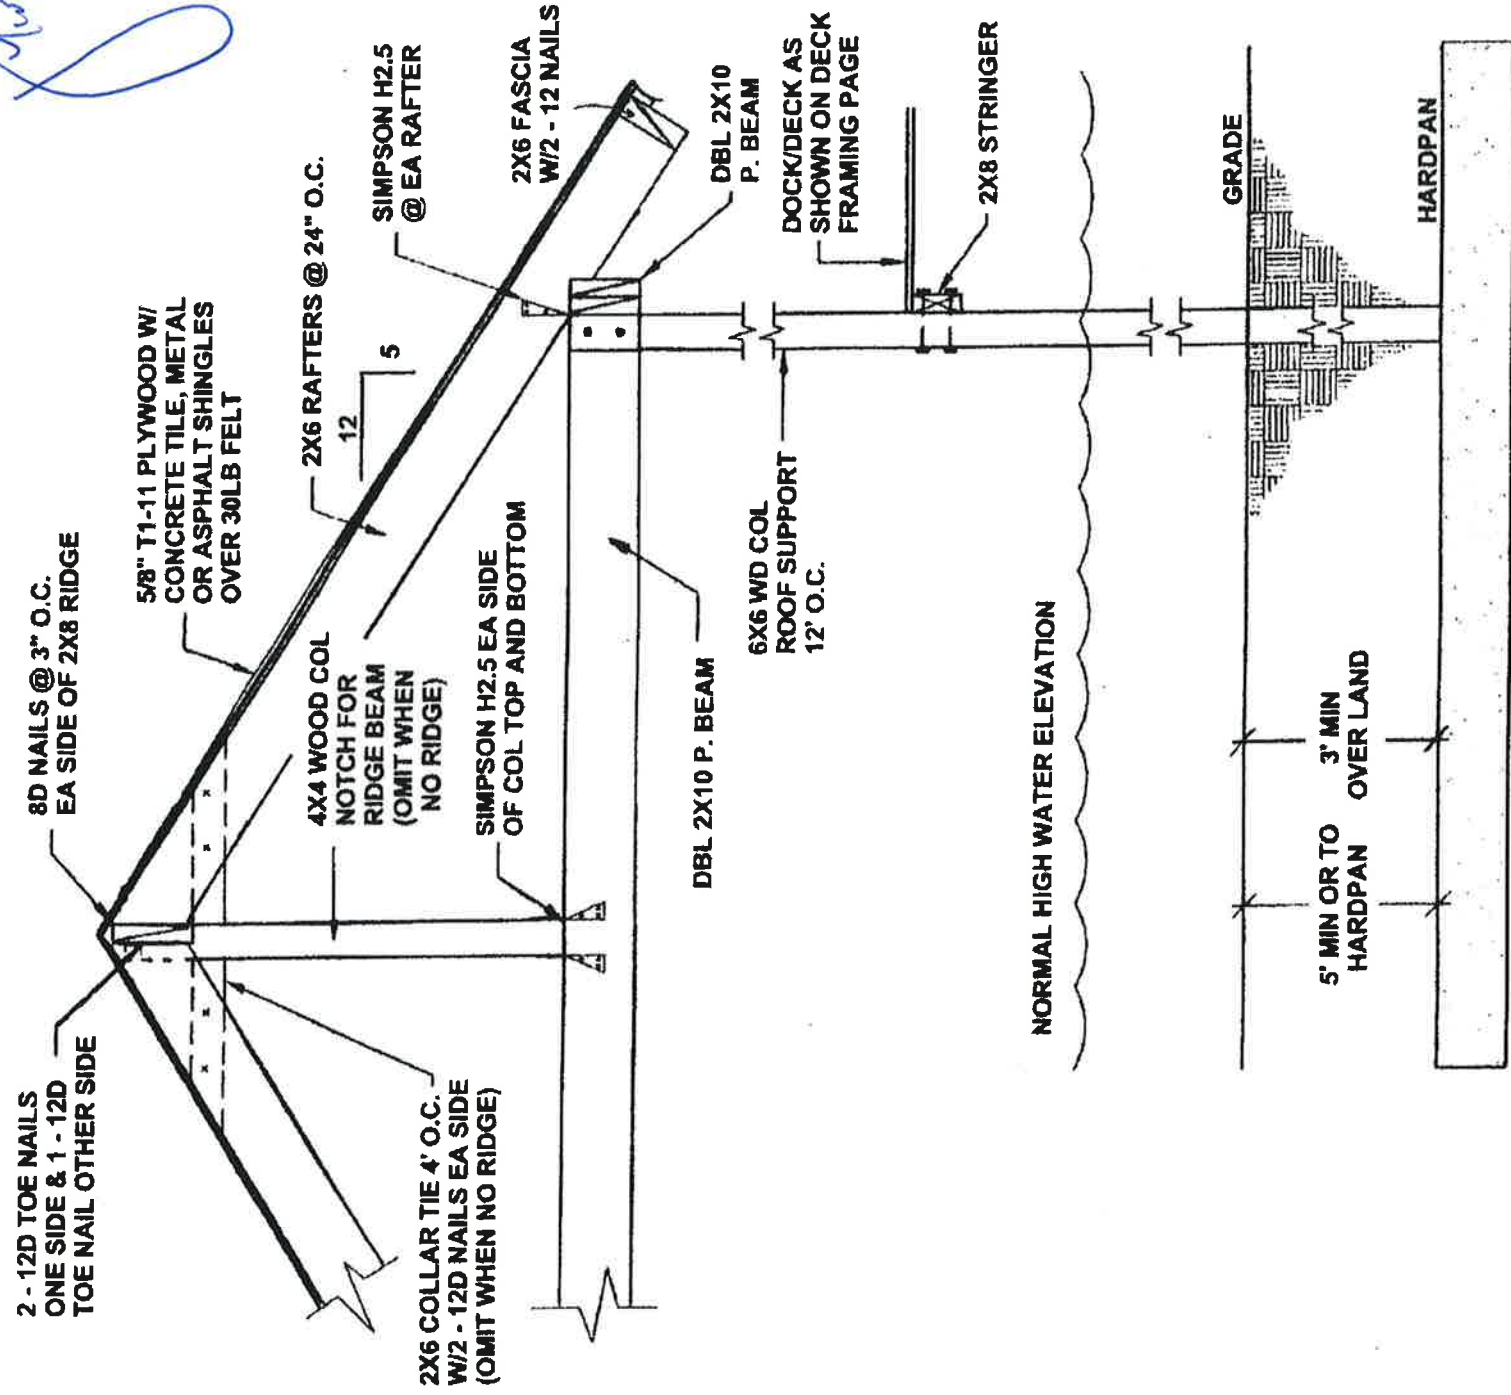 2 - 12D TOE NAILS
ONE SIDE & 1 - 12D
TOE NAIL OTHER SIDE
8D NAILS @ 3" O.C.
EA SIDE OF 2X8 RIDGE
5/8" T1-11 PLYWOOD W/
CONCRETE TILE, METAL
OR ASPHALT SHINGLES
OVER 30LB FELT
2X6 RAFTERS @ 24" O.C.
12
5
SIMPSON H2.5
@ EA RAFTER
2X6 FASCIA
W/2 - 12 NAILS
4X4 WOOD COL
NOTCH FOR
RIDGE BEAM
(OMIT WHEN
NO RIDGE)
SIMPSON H2.5 EA SIDE
OF COL TOP AND BOTTOM
2X6 COLLAR TIE 4' O.C.
W/2 - 12D NAILS EA SIDE
(OMIT WHEN NO RIDGE)
DBL 2X10 P. BEAM
DBL 2X10
P. BEAM
6X6 WD COL
ROOF SUPPORT
12' O.C.
DOCK/DECK AS
SHOWN ON DECK
FRAMING PAGE
2X8 STRINGER
NORMAL HIGH WATER ELEVATION
GRADE
5' MIN OR TO
HARDPAN
3' MIN
OVER LAND
HARDPAN